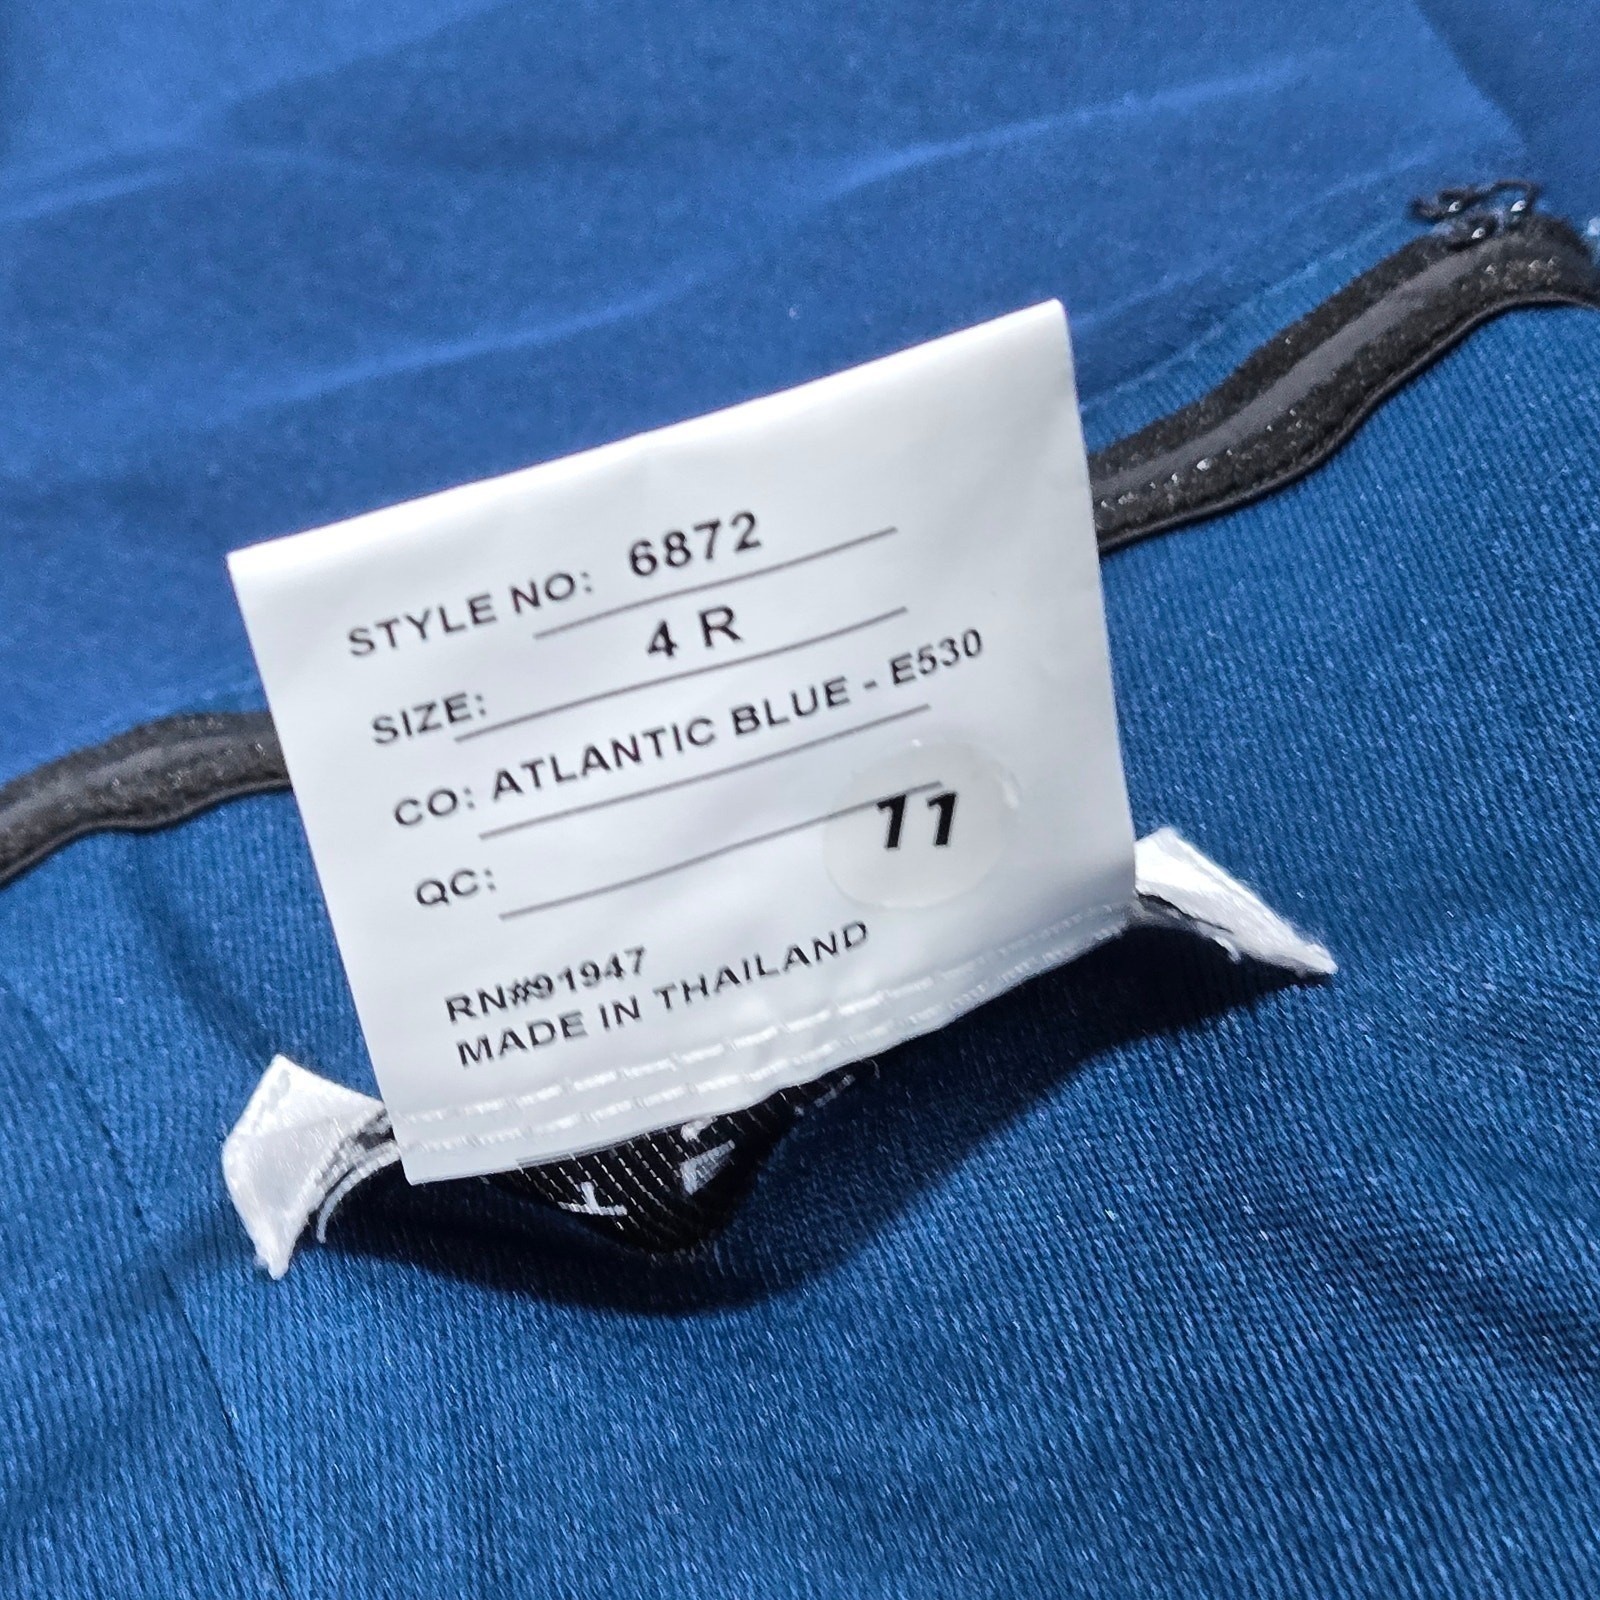 STYLE NO: 6872
SIZE: 4 R
CO: ATLANTIC BLUE - E530
QC: 11
RN#91947
MADE IN THAILAND